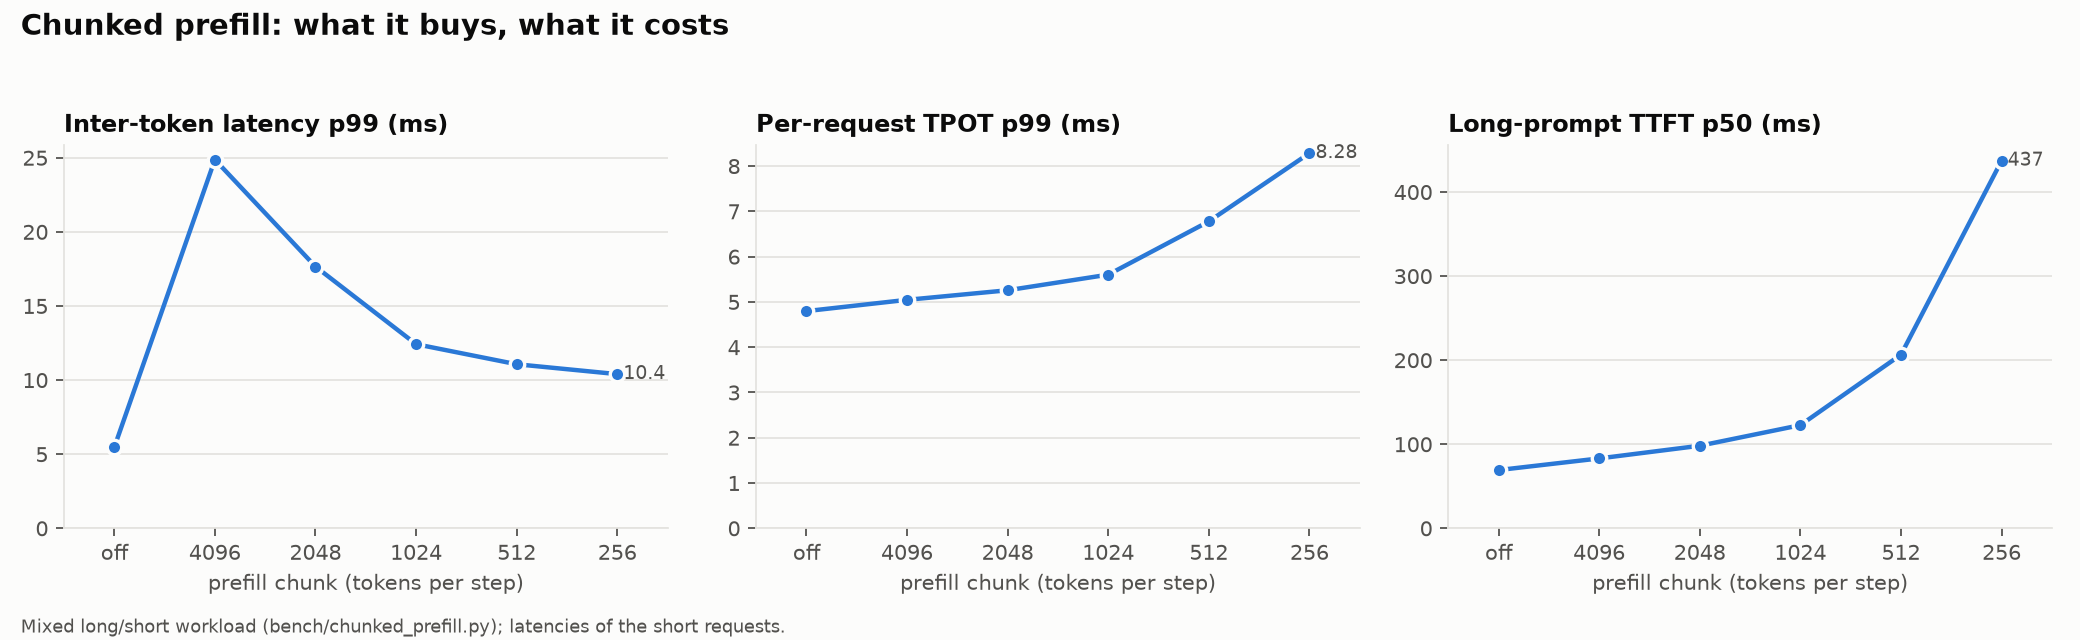 Chunked prefill: what it buys, what it costs
Inter-token latency p99 (ms)
25
20
15
10
5
0
10.4
off 4096 2048 1024 512 256
prefill chunk (tokens per step)
Per-request TPOT p99 (ms)
8
7
6
5
4
3
2
1
0
8.28
off 4096 2048 1024 512 256
prefill chunk (tokens per step)
Long-prompt TTFT p50 (ms)
400
300
200
100
0
437
off 4096 2048 1024 512 256
prefill chunk (tokens per step)
Mixed long/short workload (bench/chunked_prefill.py); latencies of the short requests.